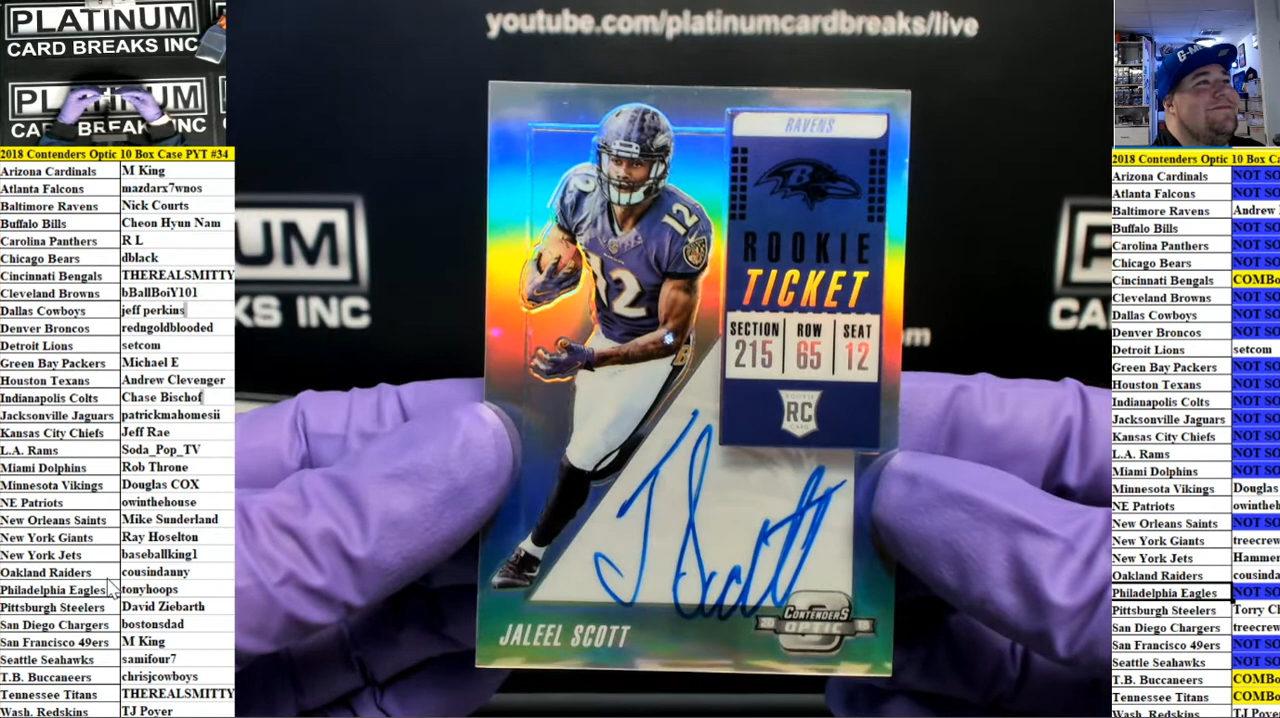 PLATINUM
CARD BREAKS INC
PLATINUM
CARD BREAKS INC
2018 Contenders Optic 10 Box Case PYT #34
Arizona Cardinals M King
Atlanta Falcons mazdarx7wnos
Baltimore Ravens Nick Courts
Buffalo Bills Cheon Hyun Nam
Carolina Panthers R L
Chicago Bears dblack
Cincinnati Bengals THEREALSMITTY
Cleveland Browns bBallBoiY101
Dallas Cowboys jeff perkins
Denver Broncos redngoldblooded
Detroit Lions setcom
Green Bay Packers Michael E
Houston Texans Andrew Clevenger
Indianapolis Colts Chase Bischof
Jacksonville Jaguars patrickmahomesii
Kansas City Chiefs Jeff Rae
L.A. Rams Soda_Pop_TV
Miami Dolphins Rob Throne
Minnesota Vikings Douglas COX
NE Patriots owinthehouse
New Orleans Saints Mike Sunderland
New York Giants Ray Hoselton
New York Jets baseballking1
Oakland Raiders cousindanny
Philadelphia Eagles tonyhoops
Pittsburgh Steelers David Ziebarth
San Diego Chargers bostonsdad
San Francisco 49ers M King
Seattle Seahawks samifour7
T.B. Buccaneers chrisjcowboys
Tennessee Titans THEREALSMITTY
Wash. Redskins TJ Poyer
youtube.com/platinumcardbreaks/live
NUM
KS INC
PL
CA
om
RAVENS
ROOKIE
TICKET
SECTION ROW SEAT
215 65 12
ROOKIE
RC
CARD
12
12
J Scott
JALEEL SCOTT
CONTENDERS
OPTIC
2018 Contenders Optic 10 Box Ca
Arizona Cardinals NOT SO
Atlanta Falcons NOT SO
Baltimore Ravens Andrew
Buffalo Bills NOT SO
Carolina Panthers NOT SO
Chicago Bears NOT SO
Cincinnati Bengals COMBo
Cleveland Browns NOT SO
Dallas Cowboys NOT SO
Denver Broncos NOT SO
Detroit Lions setcom
Green Bay Packers NOT SO
Houston Texans NOT SO
Indianapolis Colts NOT SO
Jacksonville Jaguars NOT SO
Kansas City Chiefs NOT SO
L.A. Rams NOT SO
Miami Dolphins NOT SO
Minnesota Vikings Douglas
NE Patriots owinteh
New Orleans Saints NOT SO
New York Giants treecrew
New York Jets Hammer
Oakland Raiders cousinda
Philadelphia Eagles NOT SO
Pittsburgh Steelers Torry Cl
San Diego Chargers treecrew
San Francisco 49ers NOT SO
Seattle Seahawks NOT SO
T.B. Buccaneers COMBo
Tennessee Titans COMBo
Wash. Redskins TJ Poyer